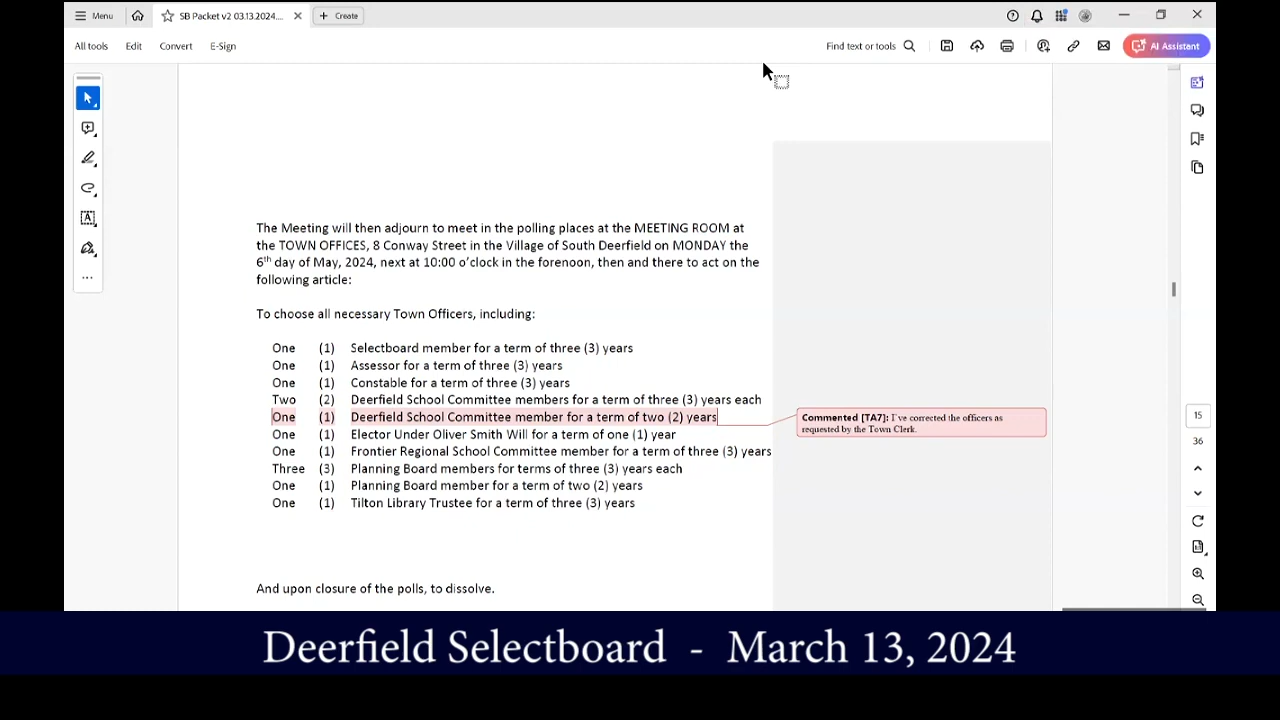 Menu
SB Packet v2 03.13.2024...
Create
All tools Edit Convert E-Sign
Find text or tools
AI Assistant
The Meeting will then adjourn to meet in the polling places at the MEETING ROOM at
the TOWN OFFICES, 8 Conway Street in the Village of South Deerfield on MONDAY the
6th day of May, 2024, next at 10:00 o'clock in the forenoon, then and there to act on the
following article:
To choose all necessary Town Officers, including:
One (1) Selectboard member for a term of three (3) years
One (1) Assessor for a term of three (3) years
One (1) Constable for a term of three (3) years
Two (2) Deerfield School Committee members for a term of three (3) years each
One (1) Deerfield School Committee member for a term of two (2) years
Commented [TA7]: I've corrected the officers as
requested by the Town Clerk.
One (1) Elector Under Oliver Smith Will for a term of one (1) year
One (1) Frontier Regional School Committee member for a term of three (3) years
Three (3) Planning Board members for terms of three (3) years each
One (1) Planning Board member for a term of two (2) years
One (1) Tilton Library Trustee for a term of three (3) years
And upon closure of the polls, to dissolve.
15
36
Deerfield Selectboard - March 13, 2024